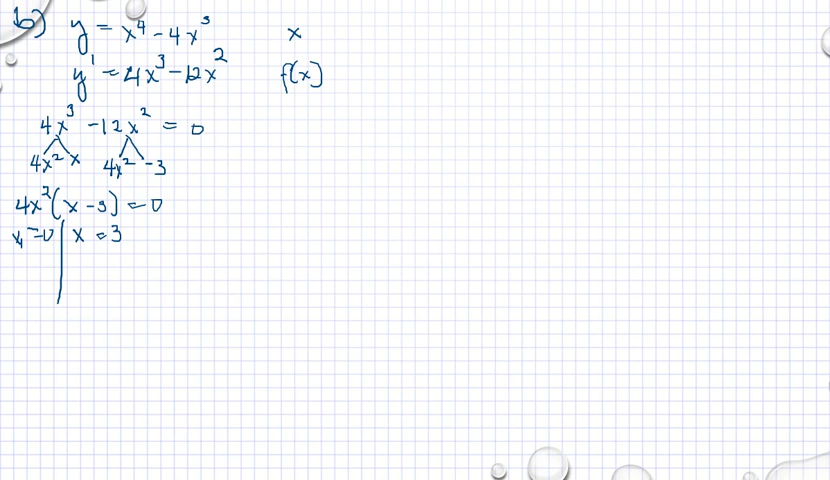 b) y = x⁴ - 4x³ x
y' = 4x³ - 12x² f(x)
4x³ - 12x² = 0
4x² x 4x² -3
4x²(x - 3) = 0
x = 0 | x = 3